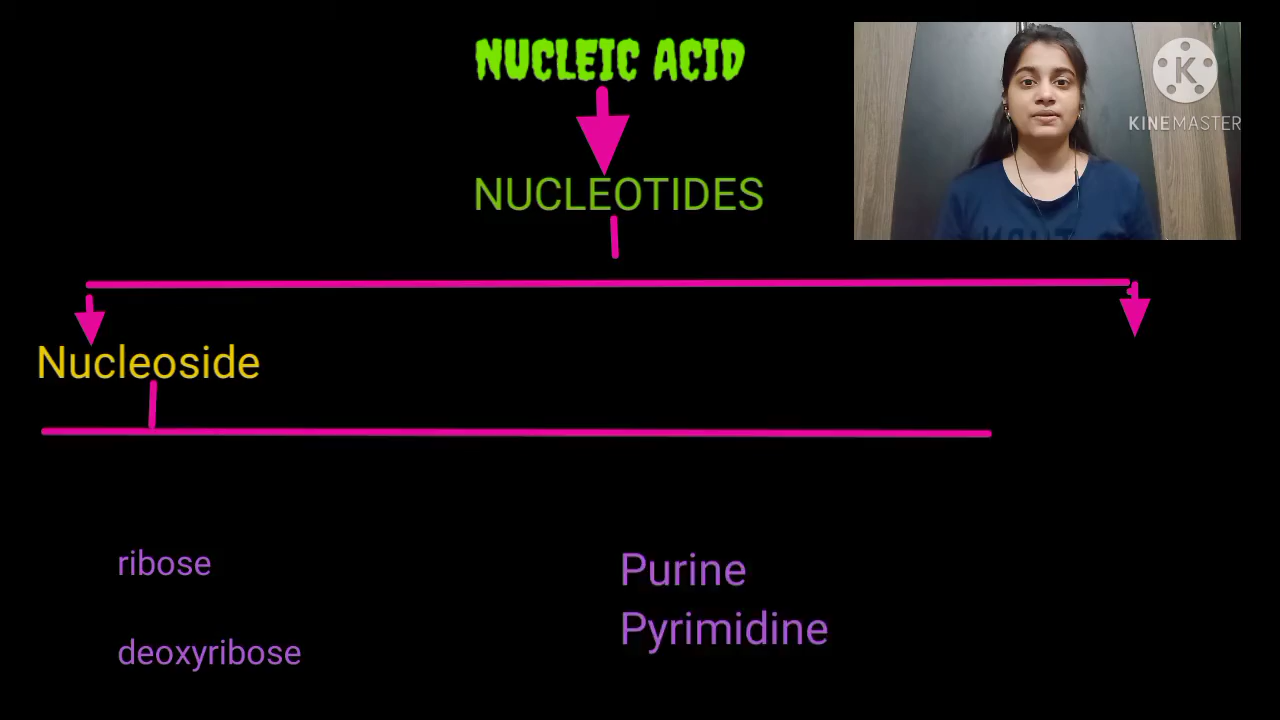 NUCLEIC ACID
K
KINEMASTER
NUCLEOTIDES
Nucleoside
ribose
Purine
Pyrimidine
deoxyribose